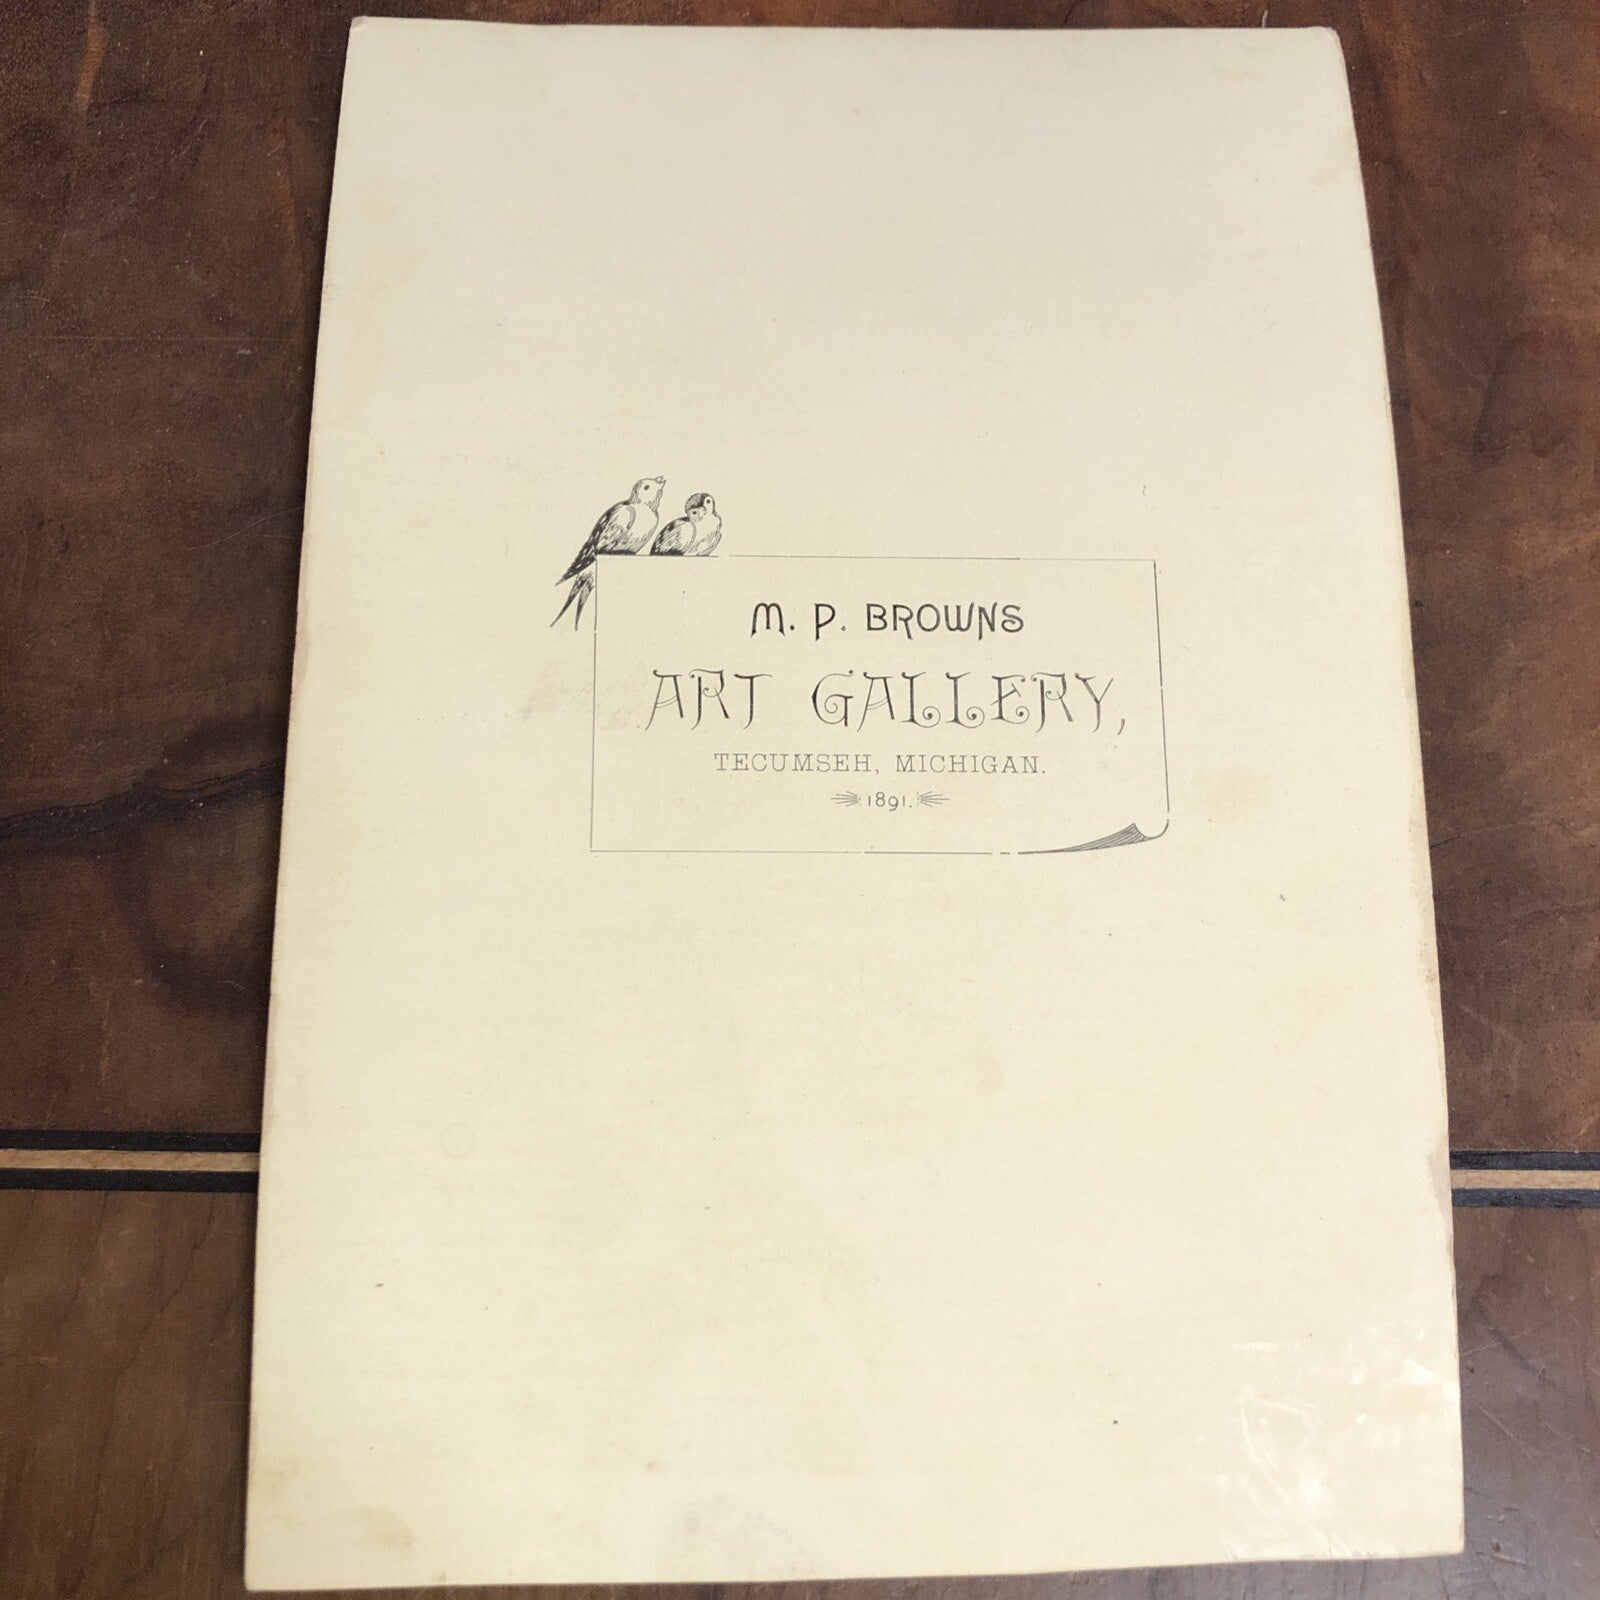 M. P. BROWNS
ART GALLERY,
TECUMSEH, MICHIGAN.
1891.